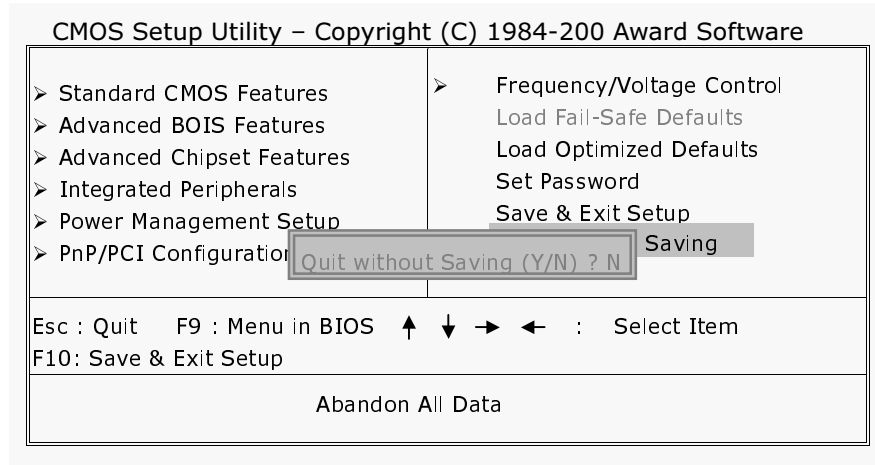 CMOS Setup Utility – Copyright (C) 1984-200 Award Software
➢ Standard CMOS Features
➢ Advanced BOIS Features
➢ Advanced Chipset Features
➢ Integrated Peripherals
➢ Power Management Setup
➢ PnP/PCI Configuration
➢ Frequency/Voltage Control
Load Fail-Safe Defaults
Load Optimized Defaults
Set Password
Save & Exit Setup
Saving
Quit without Saving (Y/N) ? N
Esc : Quit F9 : Menu in BIOS ↑ ↓ → ← : Select Item
F10: Save & Exit Setup
Abandon All Data